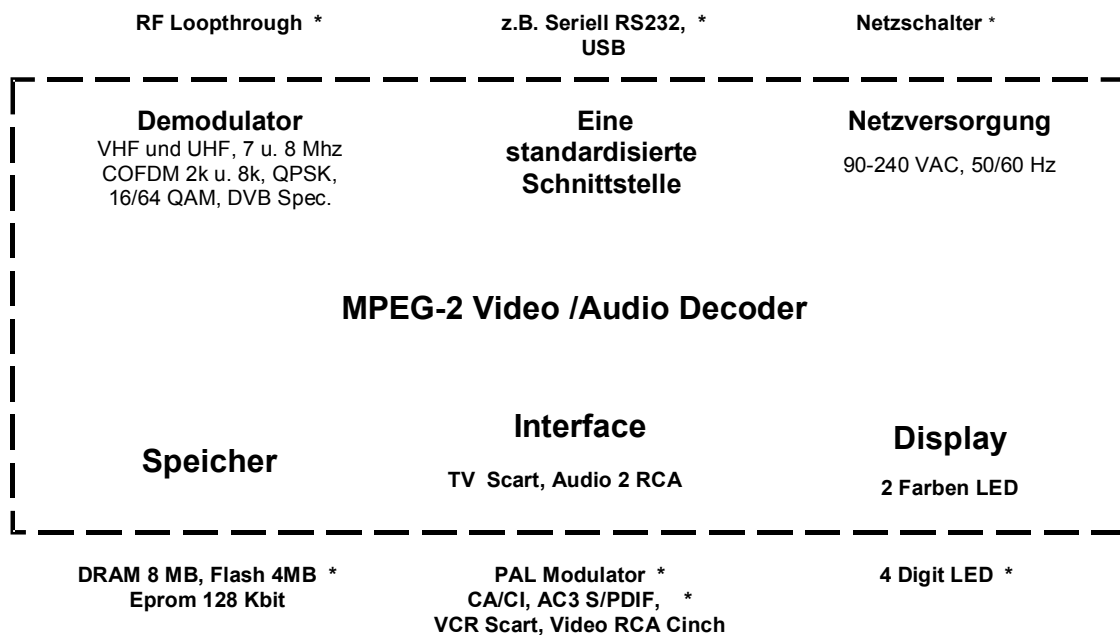 RF Loopthrough *
z.B. Seriell RS232, *
USB
Netzschalter *
Demodulator
VHF und UHF, 7 u. 8 Mhz
COFDM 2k u. 8k, QPSK,
16/64 QAM, DVB Spec.
Eine
standardisierte
Schnittstelle
Netzversorgung
90-240 VAC, 50/60 Hz
MPEG-2 Video /Audio Decoder
Speicher
Interface
TV Scart, Audio 2 RCA
Display
2 Farben LED
DRAM 8 MB, Flash 4MB *
Eprom 128 Kbit
PAL Modulator *
CA/CI, AC3 S/PDIF, *
VCR Scart, Video RCA Cinch
4 Digit LED *